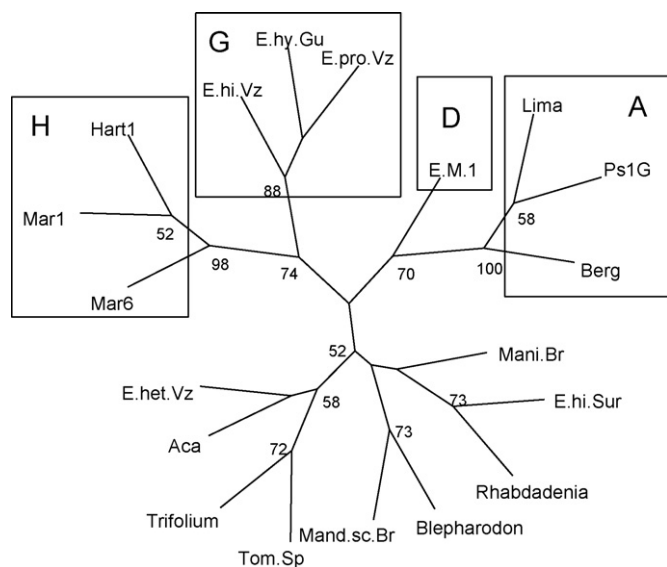 G
E.hy.Gu
E.pro.Vz
E.hi.Vz
88
H
Hart1
Mar1
52
98
Mar6
74
D
E.M.1
70
A
Lima
Ps1G
58
100
Berg
52
E.het.Vz
58
Aca
72
Trifolium
Tom.Sp
Mani.Br
73
E.hi.Sur
73
Rhabdadenia
Mand.sc.Br
Blepharodon